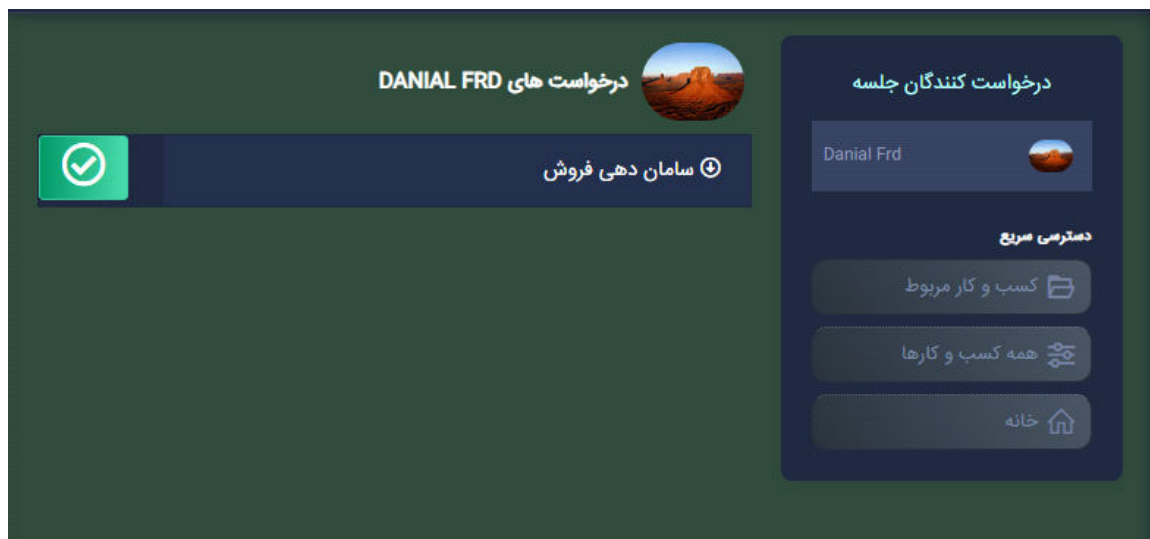 درخواست کنندگان جلسه
Danial Frd
دسترسی سریع
کسب و کار مربوط
همه کسب و کارها
خانه
درخواست های DANIAL FRD
سامان دهی فروش